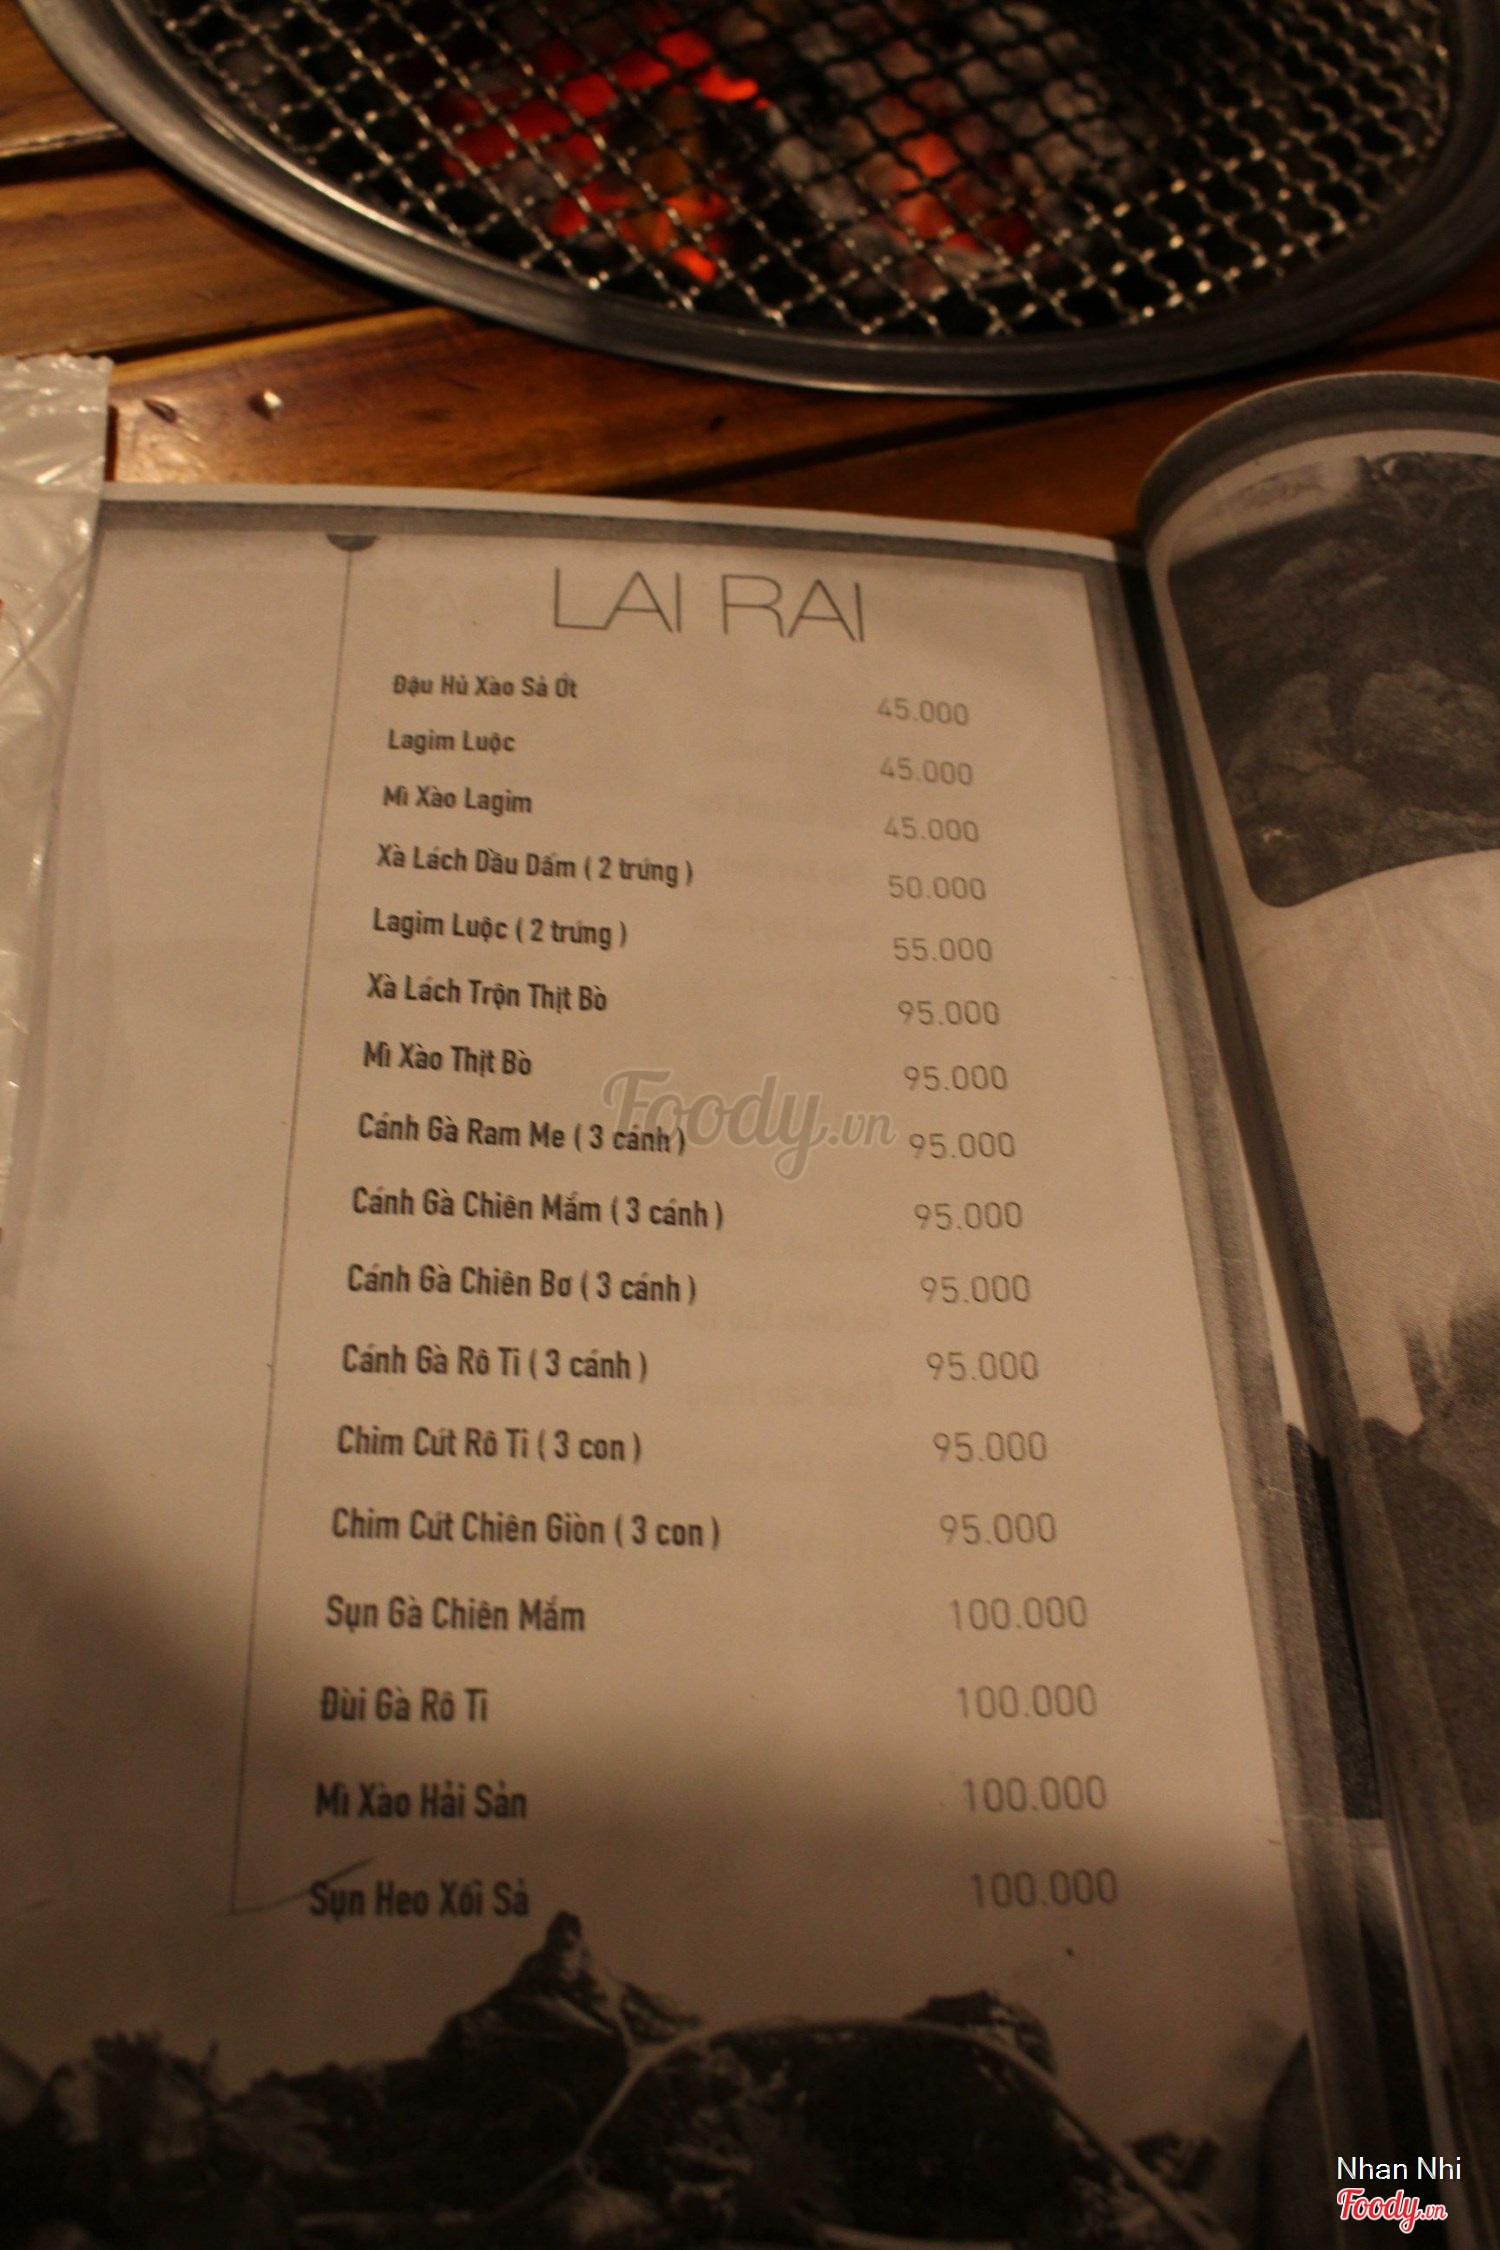 LAI RAI
Đậu Hủ Xào Sả Ớt 45.000
Lagim Luộc 45.000
Mì Xào Lagim 45.000
Xà Lách Dầu Dấm ( 2 trứng ) 50.000
Lagim Luộc ( 2 trứng ) 55.000
Xà Lách Trộn Thịt Bò 95.000
Mì Xào Thịt Bò 95.000
Cánh Gà Ram Me ( 3 cánh ) 95.000
Cánh Gà Chiên Mắm ( 3 cánh ) 95.000
Cánh Gà Chiên Bơ ( 3 cánh ) 95.000
Cánh Gà Rô Ti ( 3 cánh ) 95.000
Chim Cút Rô Ti ( 3 con ) 95.000
Chim Cút Chiên Giòn ( 3 con ) 95.000
Sụn Gà Chiên Mắm 100.000
Đùi Gà Rô Ti 100.000
Mì Xào Hải Sản 100.000
Sụn Heo Xối Sả 100.000
Foody.vn
Nhan Nhi
Foody.vn